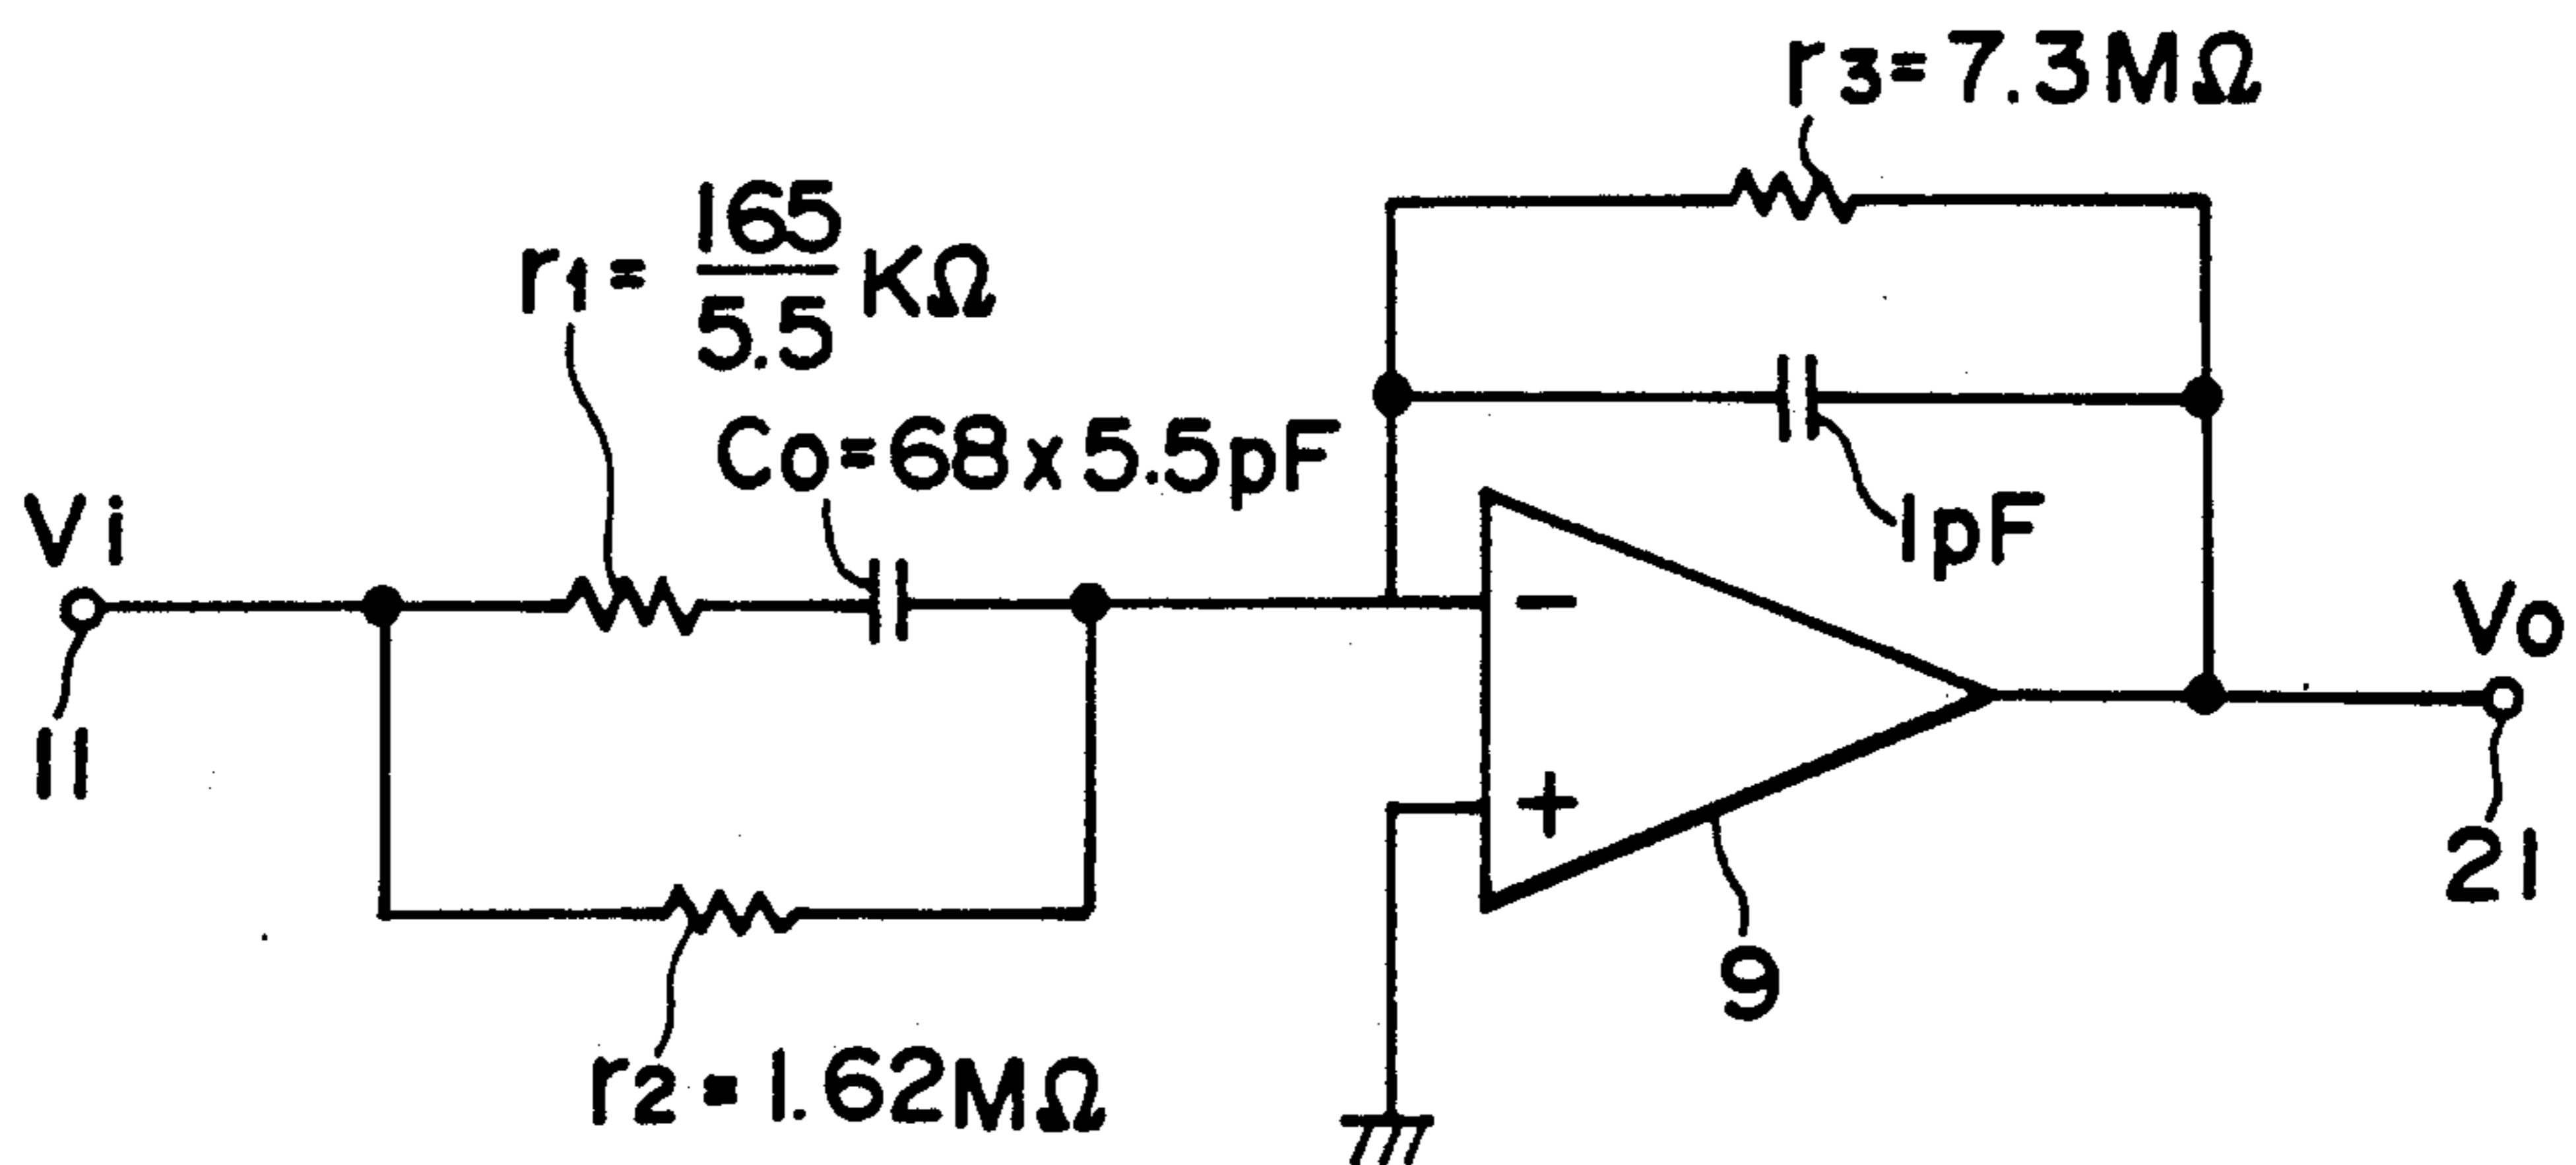 r3=7.3MΩ
r1=165/5.5 KΩ
Co=68x5.5pF
1pF
Vi
-
Vo
11
+
21
9
r2=1.62MΩ